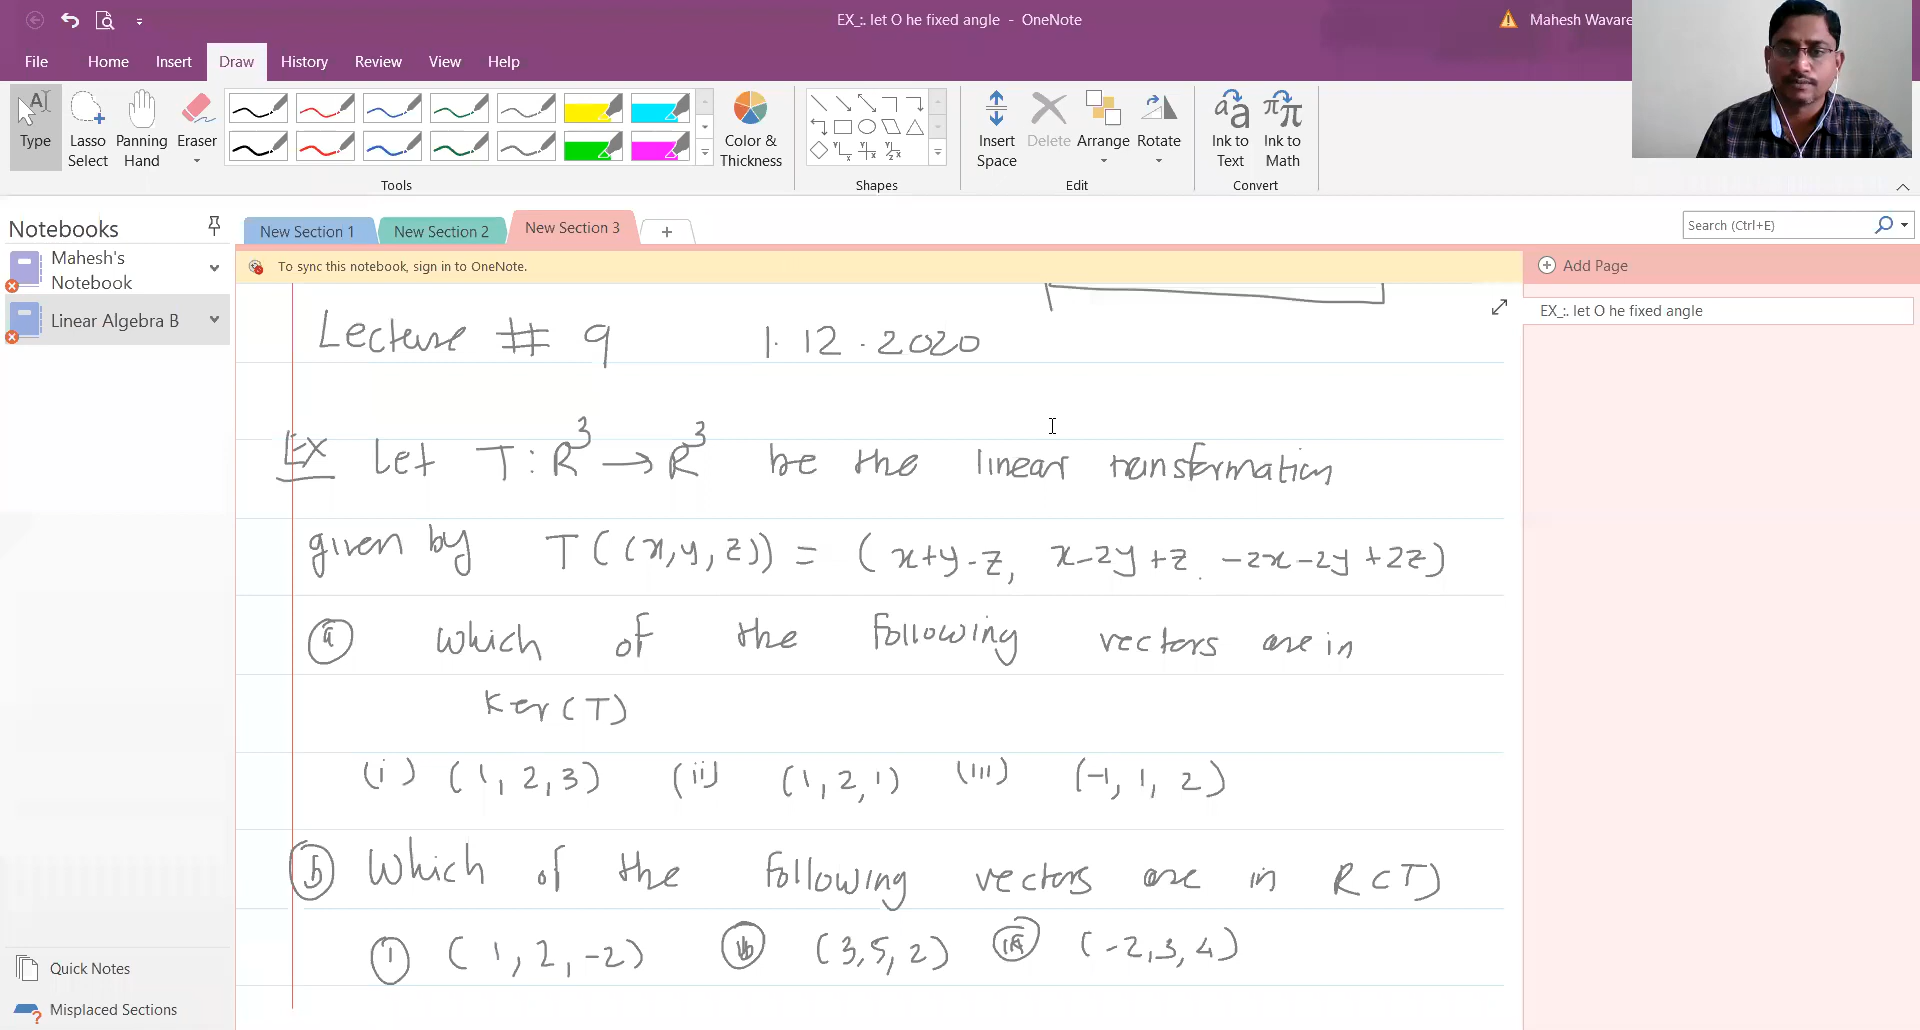 EX_:. let O he fixed angle - OneNote
Mahesh Wavare
File Home Insert Draw History Review View Help
Type
Lasso Select
Panning Hand
Eraser
Color & Thickness
Insert Space
Delete
Arrange
Rotate
Ink to Text
Ink to Math
Tools
Shapes
Edit
Convert
Notebooks
New Section 1
New Section 2
New Section 3
+
Search (Ctrl+E)
Mahesh's Notebook
Linear Algebra B
To sync this notebook, sign in to OneNote.
Add Page
EX_:. let O he fixed angle
Lecture # 9 1.12.2020
EX Let T : R³ → R³ be the linear transformation
given by T((x,y,z)) = (x+y-z, x-2y+z. -2x-2y+2z)
(a) which of the following vectors are in
Ker(T)
(i) (1, 2, 3) (ii) (1, 2, 1) (iii) (-1, 1, 2)
(b) Which of the following vectors are in R(T)
(i) (1, 2, -2) (3, 5, 2) (-2, 3, 4)
Quick Notes
Misplaced Sections